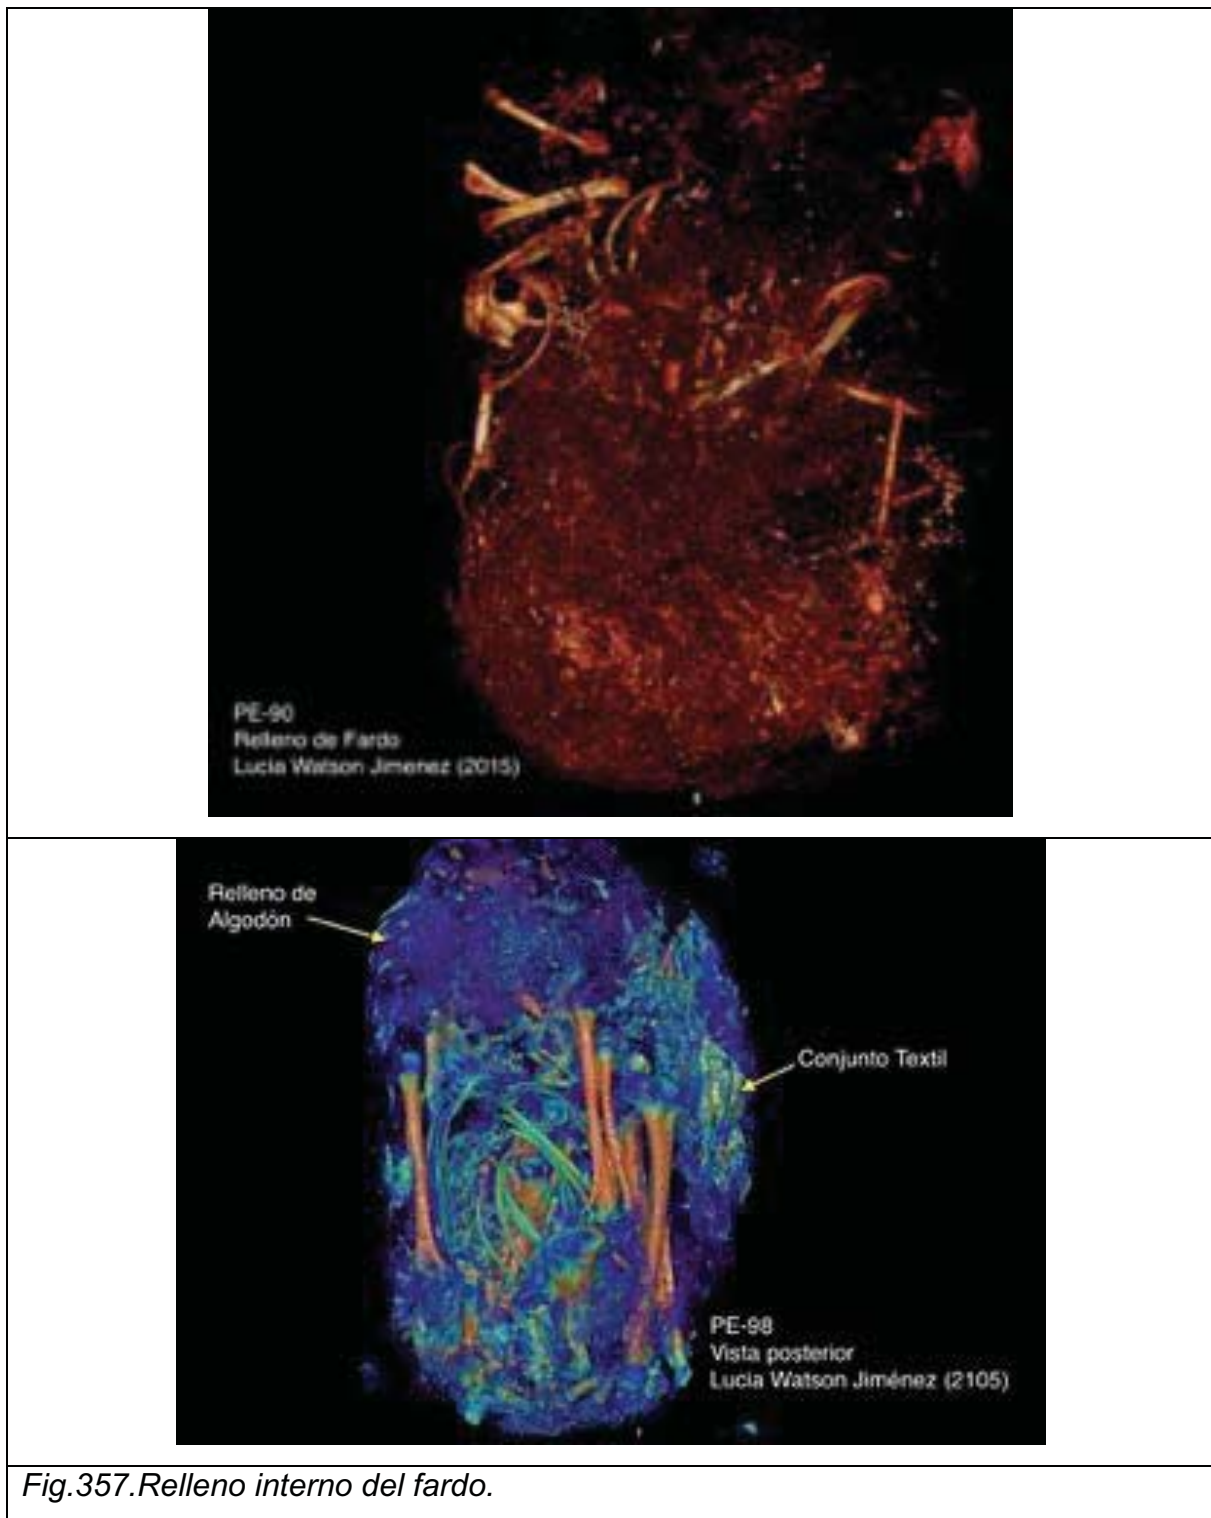 PE-90
Relleno de Fardo
Lucia Watson Jimenez (2015)
Relleno de
Algodón
Conjunto Textil
PE-98
Vista posterior
Lucia Watson Jiménez (2105)
Fig.357.Relleno interno del fardo.